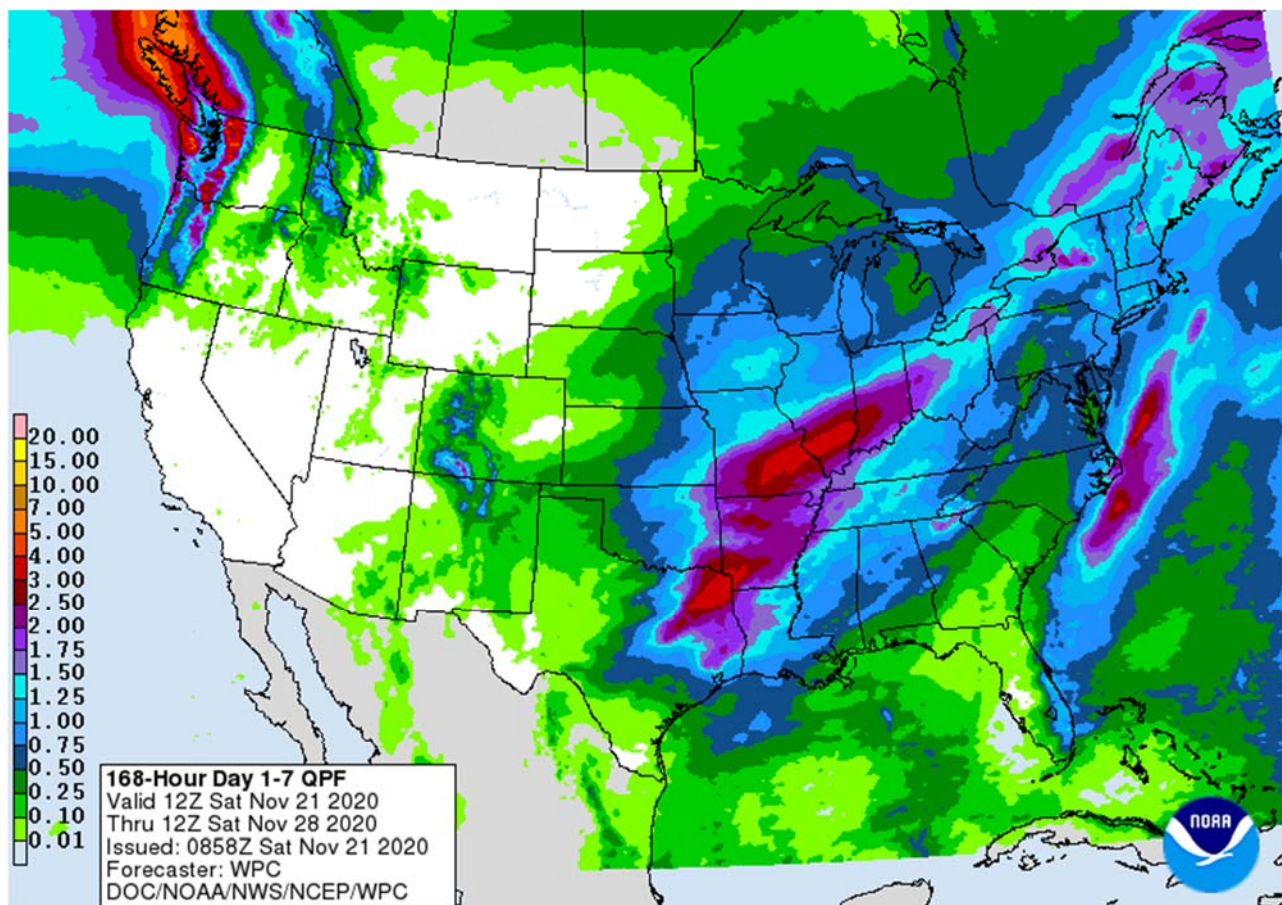 20.00
15.00
10.00
7.00
5.00
4.00
3.00
2.50
2.00
1.75
1.50
1.25
1.00
0.75
0.50
0.25
0.10
0.01
168-Hour Day 1-7 QPF
Valid 12Z Sat Nov 21 2020
Thru 12Z Sat Nov 28 2020
Issued: 0858Z Sat Nov 21 2020
Forecaster: WPC
DOC/NOAA/NWS/NCEP/WPC
NOAA